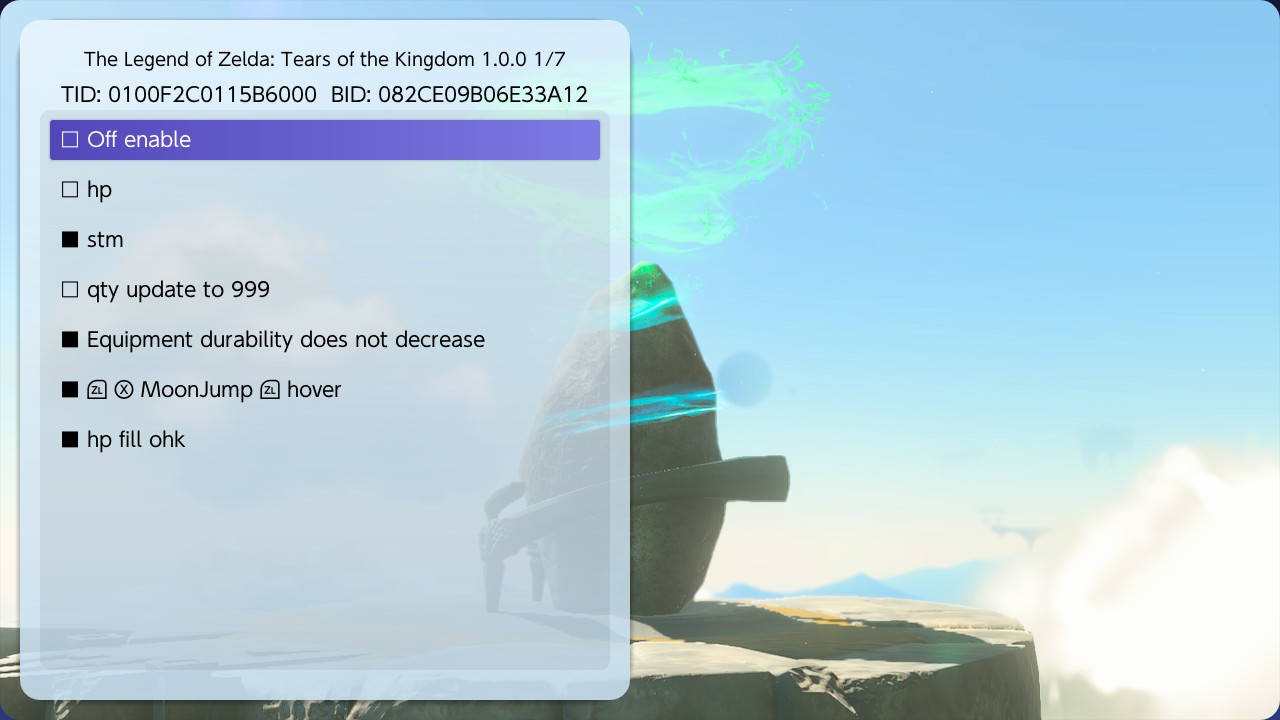 The Legend of Zelda: Tears of the Kingdom 1.0.0 1/7
TID: 0100F2C0115B6000 BID: 082CE09B06E33A12
□ Off enable
□ hp
■ stm
□ qty update to 999
■ Equipment durability does not decrease
■ ZL X MoonJump ZL hover
■ hp fill ohk